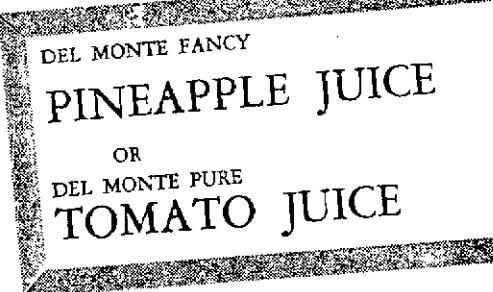 DEL MONTE FANCY
PINEAPPLE JUICE
OR
DEL MONTE PURE
TOMATO JUICE